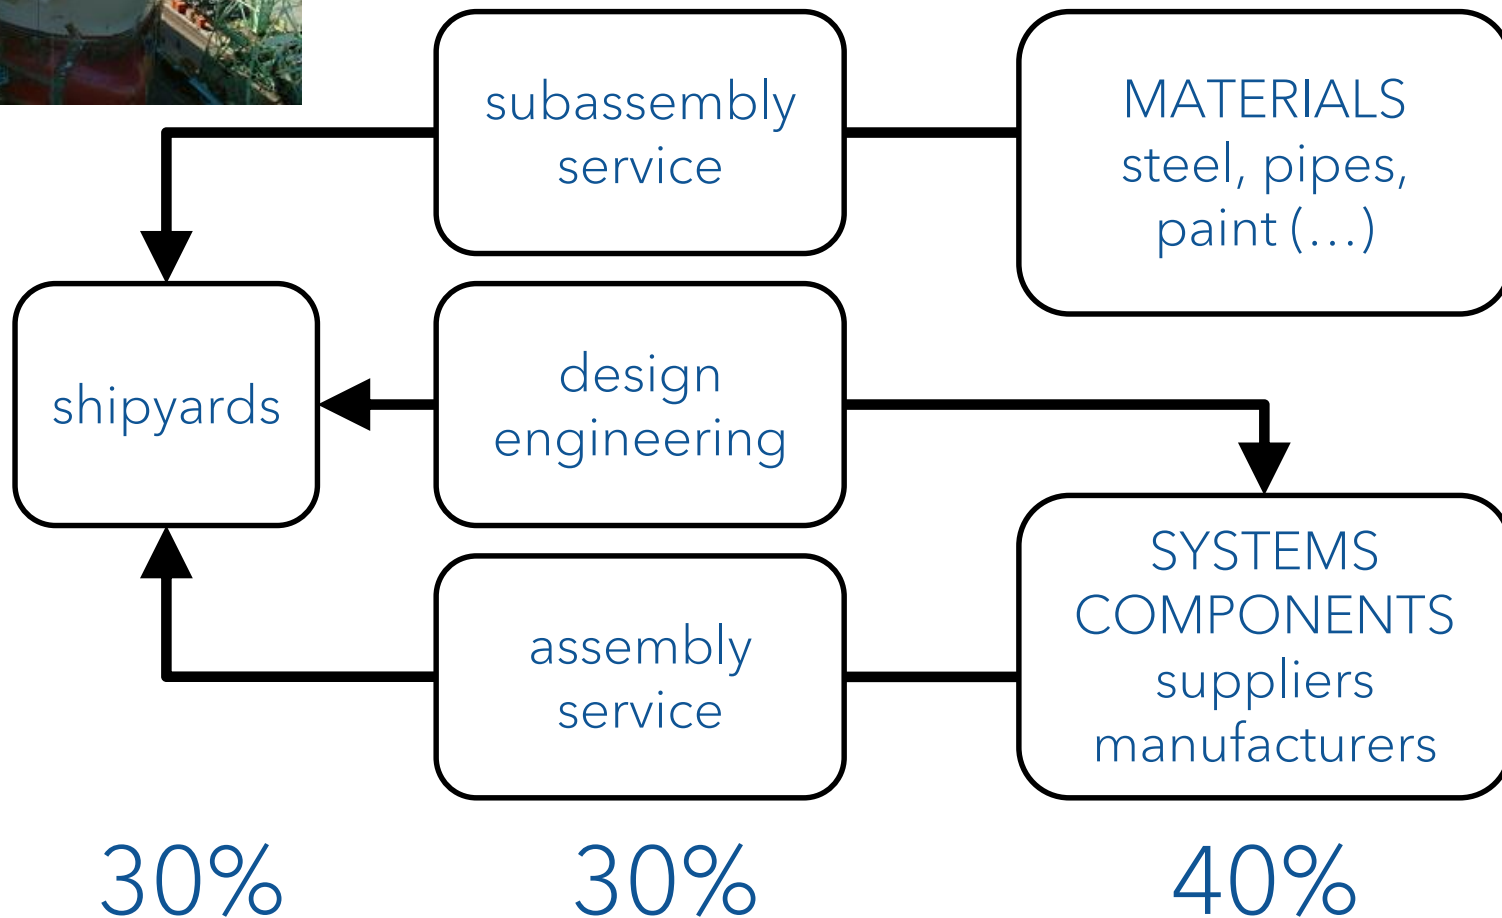 subassembly
service
MATERIALS
steel, pipes,
paint (...)
shipyards
design
engineering
SYSTEMS
COMPONENTS
suppliers
manufacturers
assembly
service
30%
30%
40%